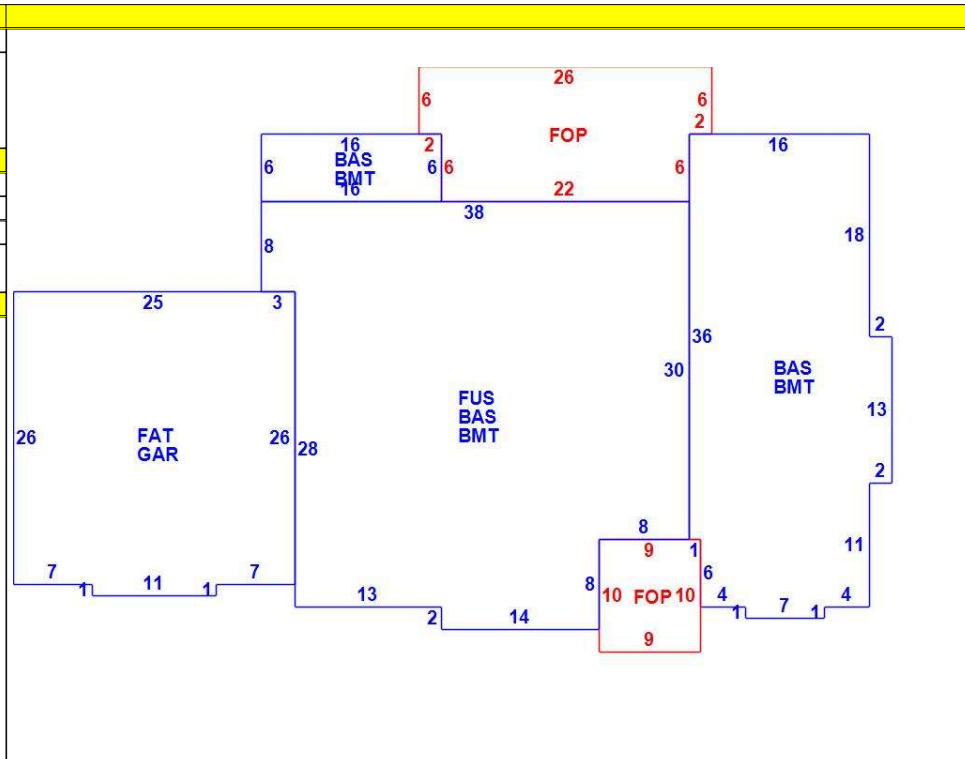 26
6 6
FOP
2
16 2 16
BAS
6 6 6 6
BMT
16 22
38
18
8
25 3
2
36
30
BAS
BMT
FUS
BAS
BMT
13
26 FAT 26 28
GAR
2
8
9 1
11
7 11 7
1 1
8 10 FOP 10 6
13 4 7 4
1 1
2 14
9